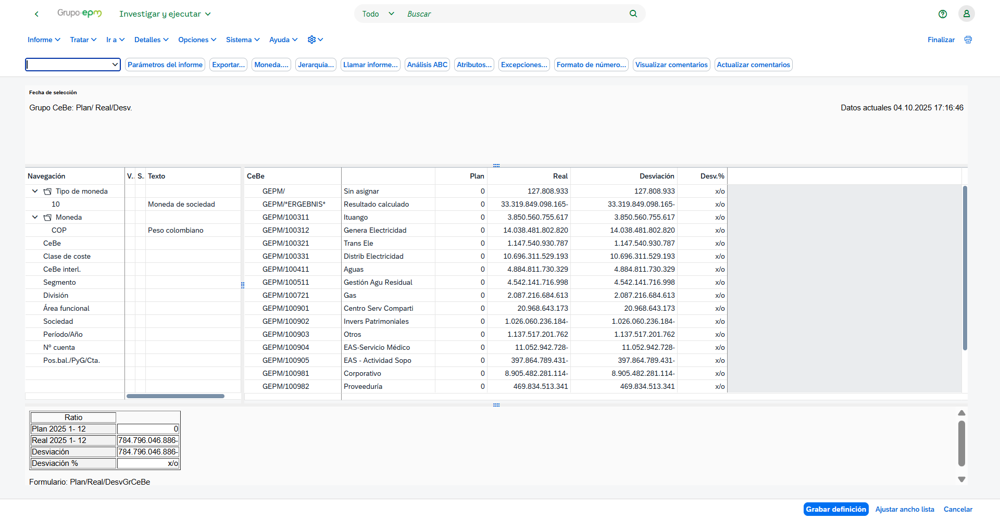 Grupo·epm Investigar y ejecutar Todo Buscar
Informe Tratar Ir a Detalles Opciones Sistema Ayuda Finalizar
Parámetros del informe Exportar... Moneda.... Jerarquía... Llamar informe... Análisis ABC Atributos... Excepciones... Formato de número... Visualizar comentarios Actualizar comentarios
Fecha de selección
Grupo CeBe: Plan/ Real/Desv. Datos actuales 04.10.2025 17:16:46
Navegación V.. S.. Texto
Tipo de moneda
10 Moneda de sociedad
Moneda
COP Peso colombiano
CeBe
Clase de coste
CeBe interl.
Segmento
División
Área funcional
Sociedad
Período/Año
Nº cuenta
Pos.bal./PyG/Cta.
CeBe Plan Real Desviación Desv.%
GEPM/ Sin asignar 0 127.808.933 127.808.933 x/o
GEPM/*ERGEBNIS* Resultado calculado 0 33.319.849.098.165- 33.319.849.098.165- x/o
GEPM/100311 Ituango 0 3.850.560.755.617 3.850.560.755.617 x/o
GEPM/100312 Genera Electricidad 0 14.038.481.802.820 14.038.481.802.820 x/o
GEPM/100321 Trans Ele 0 1.147.540.930.787 1.147.540.930.787 x/o
GEPM/100331 Distrib Electricidad 0 10.696.311.529.193 10.696.311.529.193 x/o
GEPM/100411 Aguas 0 4.884.811.730.329 4.884.811.730.329 x/o
GEPM/100511 Gestión Agu Residual 0 4.542.141.716.998 4.542.141.716.998 x/o
GEPM/100721 Gas 0 2.087.216.684.613 2.087.216.684.613 x/o
GEPM/100901 Centro Serv Comparti 0 20.968.643.173 20.968.643.173 x/o
GEPM/100902 Invers Patrimoniales 0 1.026.060.236.184- 1.026.060.236.184- x/o
GEPM/100903 Otros 0 1.137.517.201.762 1.137.517.201.762 x/o
GEPM/100904 EAS-Servicio Médico 0 11.052.942.728- 11.052.942.728- x/o
GEPM/100905 EAS - Actividad Sopo 0 397.864.789.431- 397.864.789.431- x/o
GEPM/100981 Corporativo 0 8.905.482.281.114- 8.905.482.281.114- x/o
GEPM/100982 Proveeduría 0 469.834.513.341 469.834.513.341 x/o
Ratio
Plan 2025 1- 12 0
Real 2025 1- 12 784.796.046.886-
Desviación 784.796.046.886-
Desviación % x/o
Formulario: Plan/Real/DesvGrCeBe
Grabar definición Ajustar ancho lista Cancelar